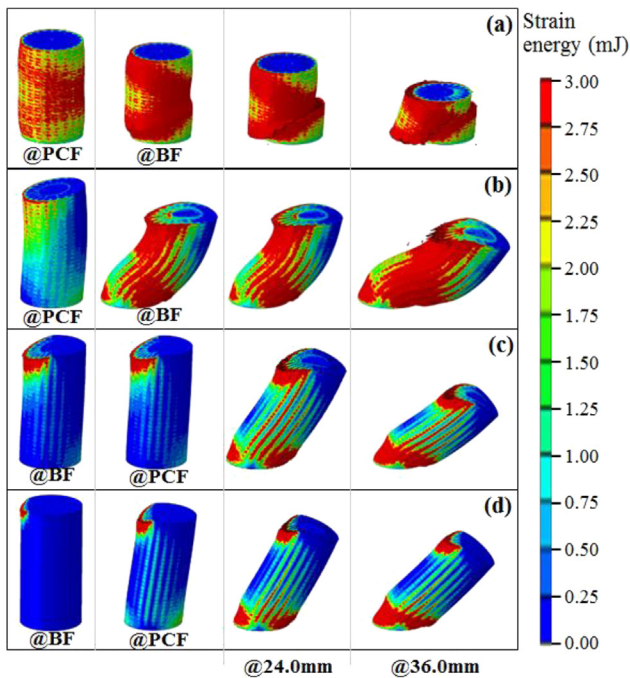 (a)
@PCF
@BF
(b)
@PCF
@BF
(c)
@BF
@PCF
(d)
@BF
@PCF
@24.0mm
@36.0mm
Strain
energy (mJ)
3.00
2.75
2.50
2.25
2.00
1.75
1.50
1.25
1.00
0.75
0.50
0.25
0.00